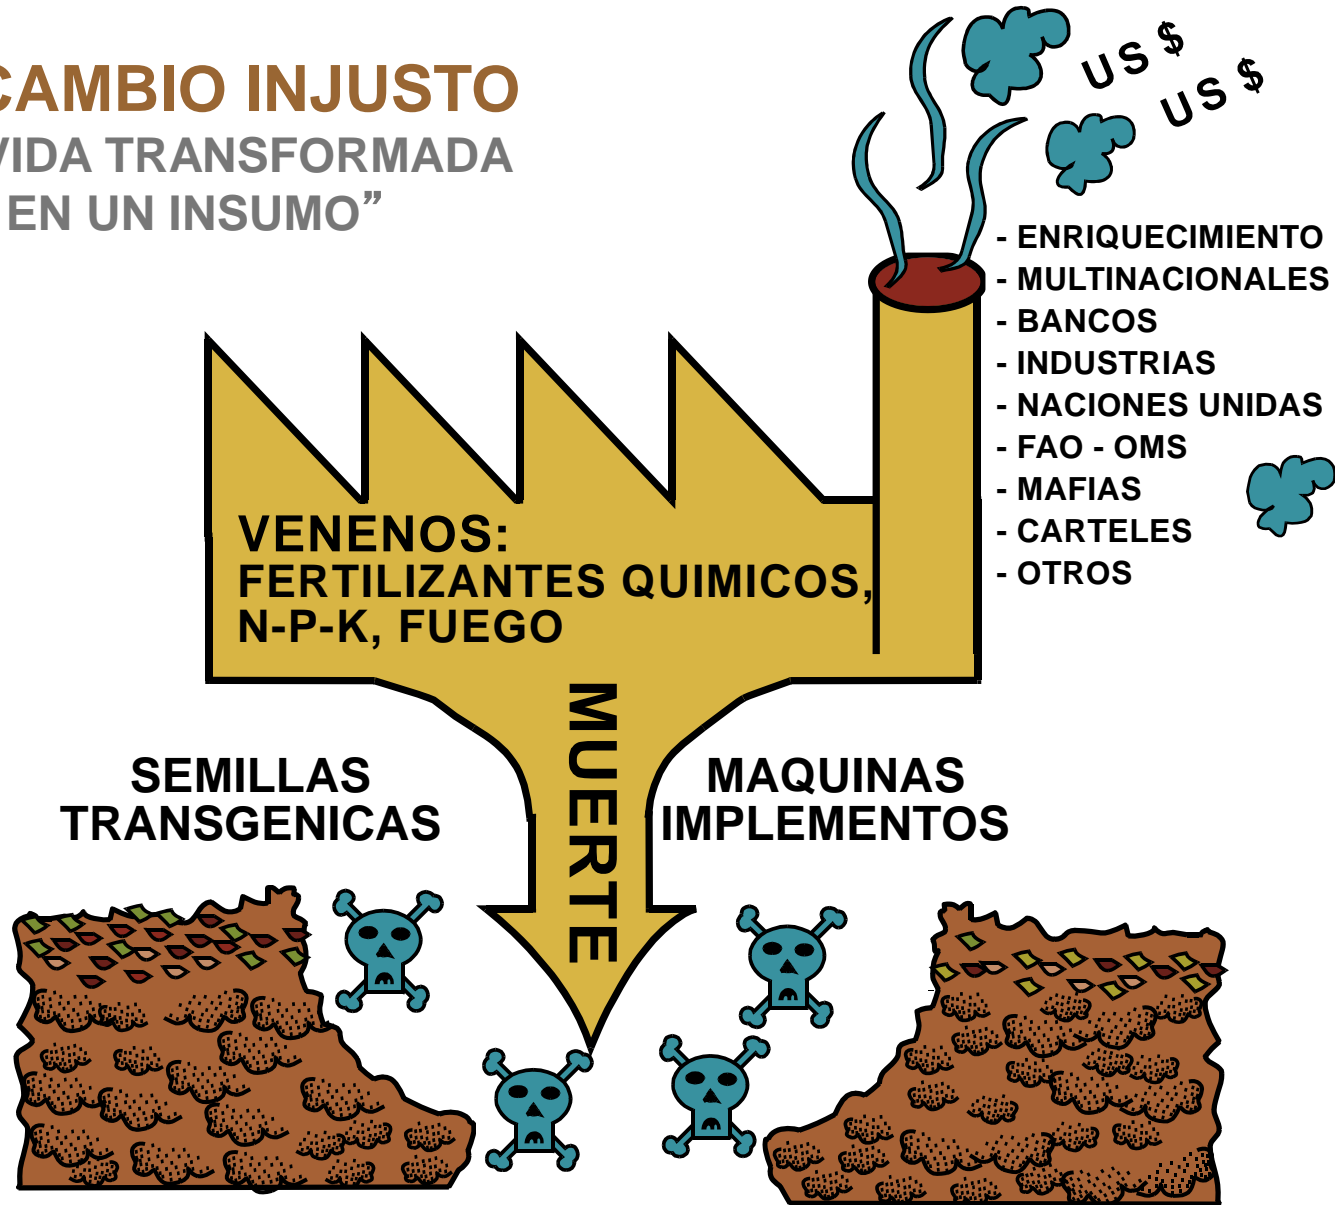 CAMBIO INJUSTO
VIDA TRANSFORMADA
EN UN INSUMO”
US $
US $
- ENRIQUECIMIENTO
- MULTINACIONALES
- BANCOS
- INDUSTRIAS
- NACIONES UNIDAS
- FAO - OMS
- MAFIAS
- CARTELES
- OTROS
VENENOS:
FERTILIZANTES QUIMICOS,
N-P-K, FUEGO
MUERTE
SEMILLAS
TRANSGENICAS
MAQUINAS
IMPLEMENTOS